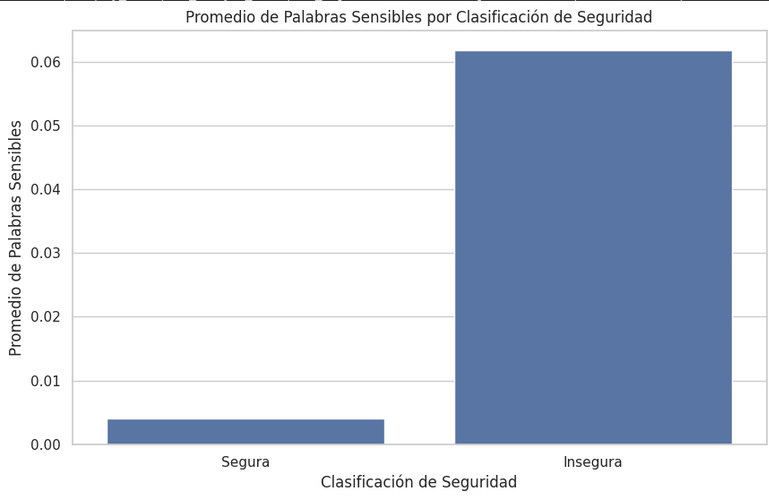 Promedio de Palabras Sensibles por Clasificación de Seguridad
Promedio de Palabras Sensibles
0.06
0.05
0.04
0.03
0.02
0.01
0.00
Segura
Insegura
Clasificación de Seguridad